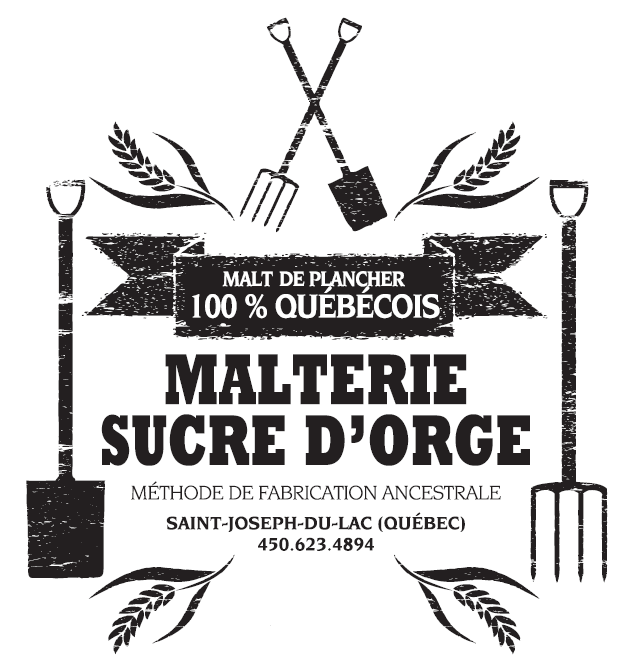 MALT DE PLANCHER
100 % QUÉBÉCOIS
MALTERIE
SUCRE D’ORGE
MÉTHODE DE FABRICATION ANCESTRALE
SAINT-JOSEPH-DU-LAC (QUÉBEC)
450.623.4894